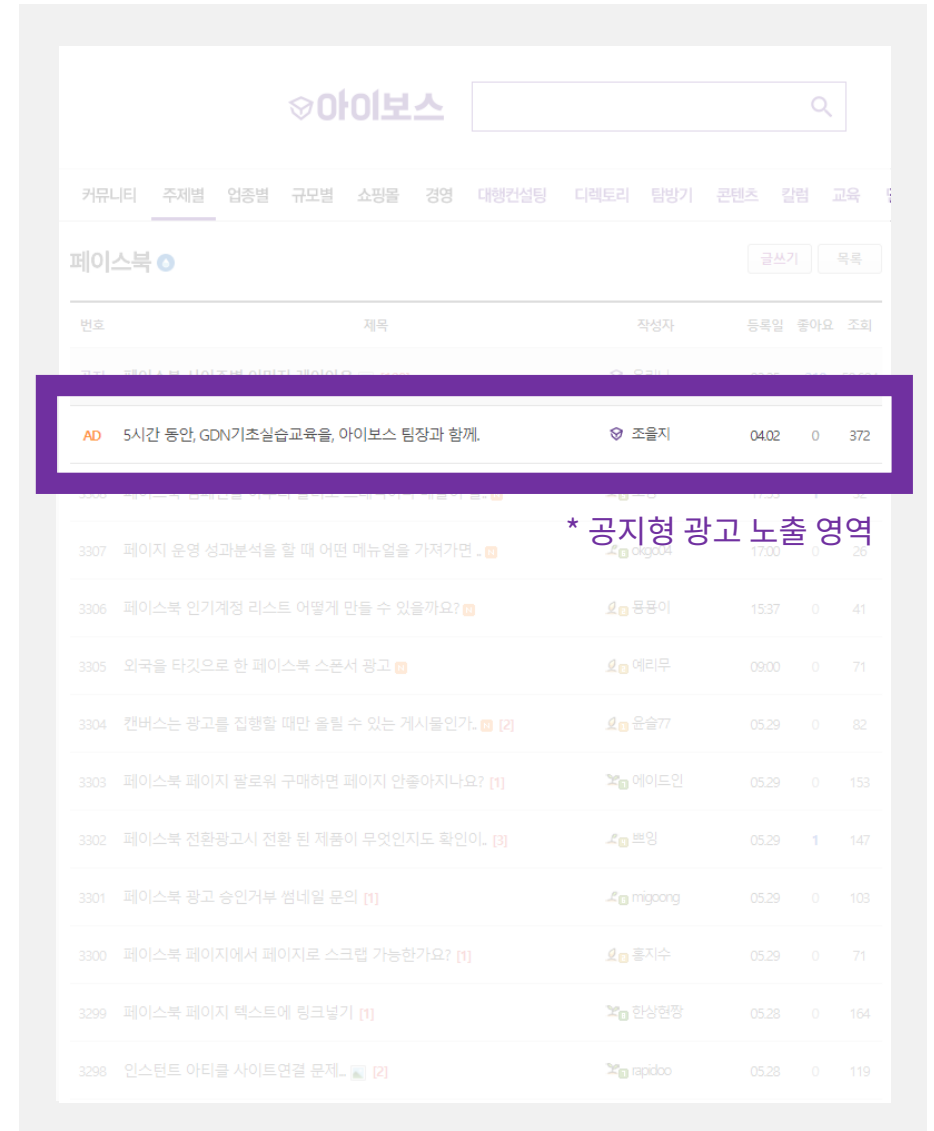 아이보스
커뮤니티 주제별 업종별 규모별 쇼핑몰 경영 대행컨설팅 디렉토리 탐방기 콘텐츠 칼럼 교육
페이스북 글쓰기 목록
번호 제목 작성자 등록일 좋아요 조회
AD 5시간 동안, GDN기초실습교육을, 아이보스 팀장과 함께. 조을지 04.02 0 372
* 공지형 광고 노출 영역
3307 페이지 운영 성과분석을 할 때 어떤 메뉴얼을 가져가면 .. N okgo04 17:00 0 26
3306 페이스북 인기계정 리스트 어떻게 만들 수 있을까요? N 용용이 15:37 0 41
3305 외국을 타깃으로 한 페이스북 스폰서 광고 N 예리무 09:00 0 71
3304 캔버스는 광고를 집행할 때만 올릴 수 있는 게시물인가.. N [2] 윤슬77 05.29 0 82
3303 페이스북 페이지 팔로워 구매하면 페이지 안좋아지나요? [1] 에이드인 05.29 0 153
3302 페이스북 전환광고시 전환 된 제품이 무엇인지도 확인이.. [3] 쁘잉 05.29 1 147
3301 페이스북 광고 승인거부 썸네일 문의 [1] migoong 05.29 0 103
3300 페이스북 페이지에서 페이지로 스크랩 가능한가요? [1] 홍지수 05.29 0 71
3299 페이스북 페이지 텍스트에 링크넣기 [1] 한상현짱 05.28 0 164
3298 인스턴트 아티클 사이트연결 문제... [2] rapidoo 05.28 0 119